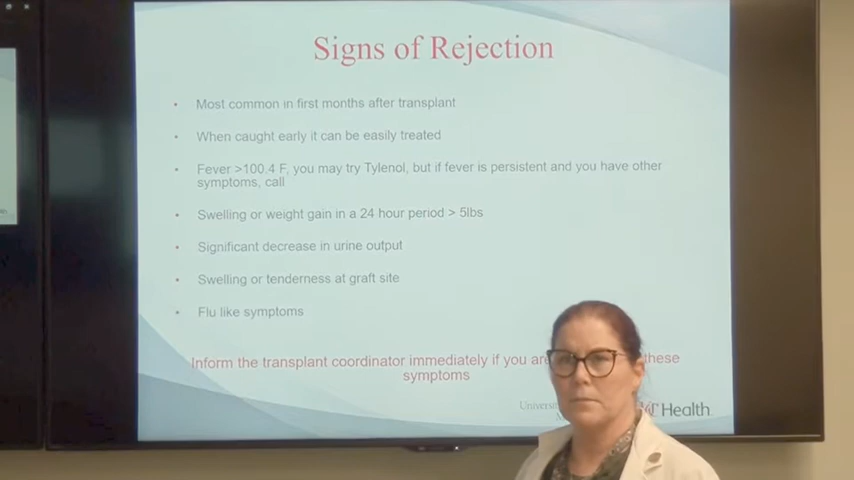 Signs of Rejection
• Most common in first months after transplant
• When caught early it can be easily treated
• Fever >100.4 F, you may try Tylenol, but if fever is persistent and you have other
symptoms, call
• Swelling or weight gain in a 24 hour period > 5lbs
• Significant decrease in urine output
• Swelling or tenderness at graft site
• Flu like symptoms
Inform the transplant coordinator immediately if you are these
symptoms
Health